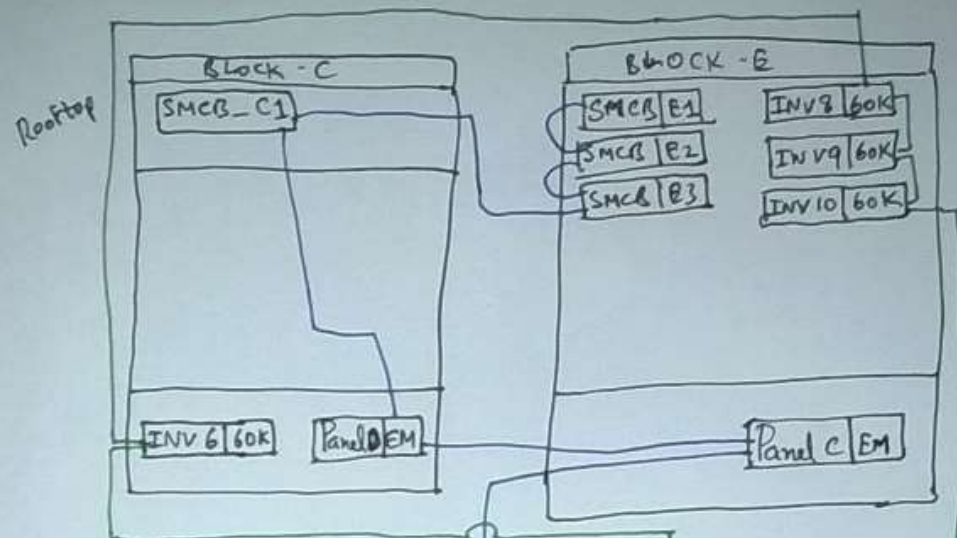 Rooftop
BLOCK - C
SMCB_C1
INV 6 60K
Panel D EM
BLOCK - E
SMCB E1
SMCB E2
SMCB E3
INV 8 60K
INV 9 60K
INV 10 60K
Panel C EM